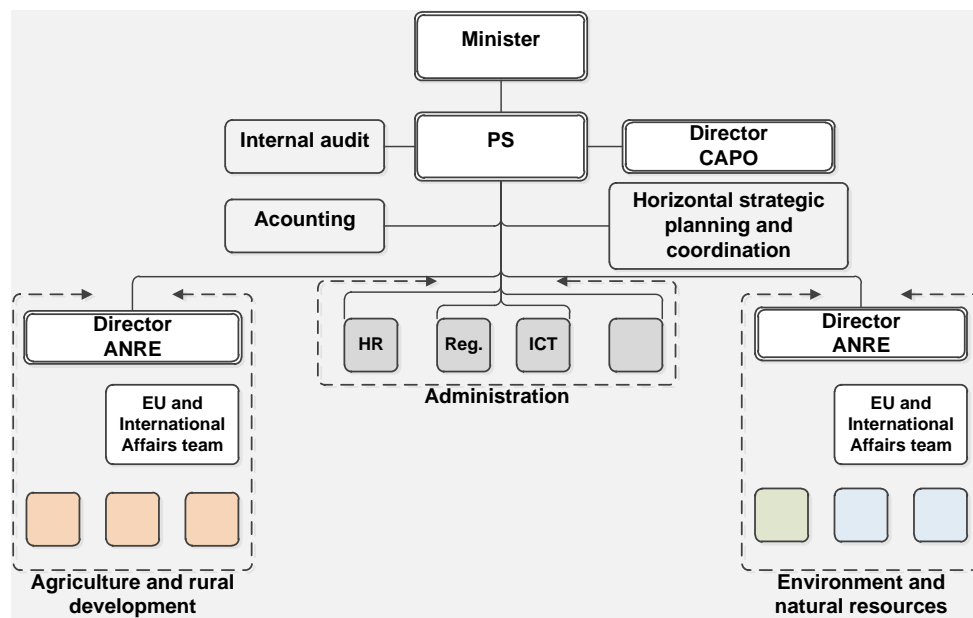 Minister
Internal audit
PS
Director
CAPO
Acounting
Horizontal strategic
planning and
coordination
Director
ANRE
HR
Reg.
ICT
Director
ANRE
Administration
EU and
International
Affairs team
EU and
International
Affairs team
Agriculture and rural
development
Environment and
natural resources